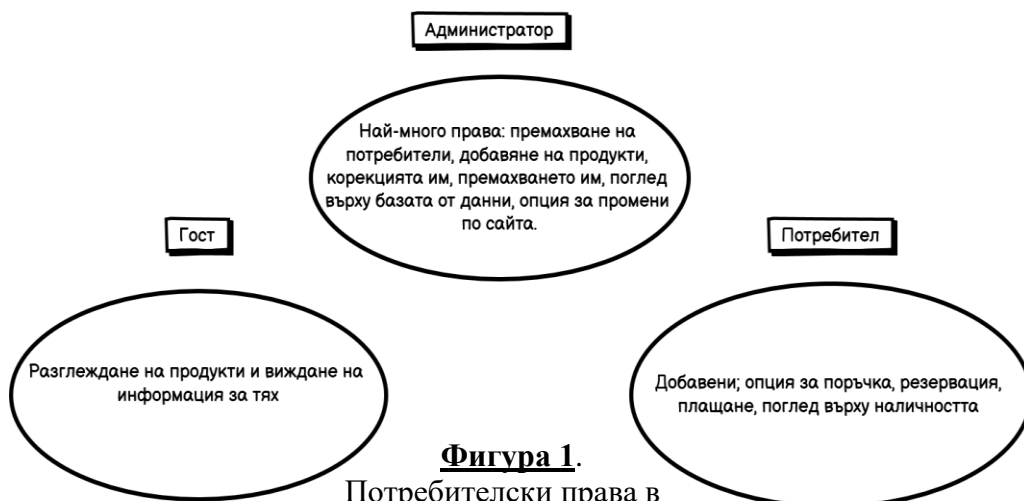 Администратор
Най-много права: премахване на
потребители, добавяне на продукти,
корекцията им, премахването им, поглед
върху базата от данни, опция за промени
по сайта.
Гост
Потребител
Разглеждане на продукти и виждане на
информация за тях
Добавени; опция за поръчка, резервация,
плащане, поглед върху наличността
Фигура 1.
Потребителски права в